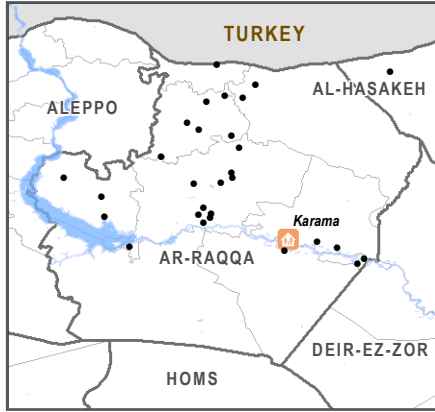 TURKEY
AL-HASAKEH
ALEPPO
Karama
AR-RAQQA
DEIR-EZ-ZOR
HOMS